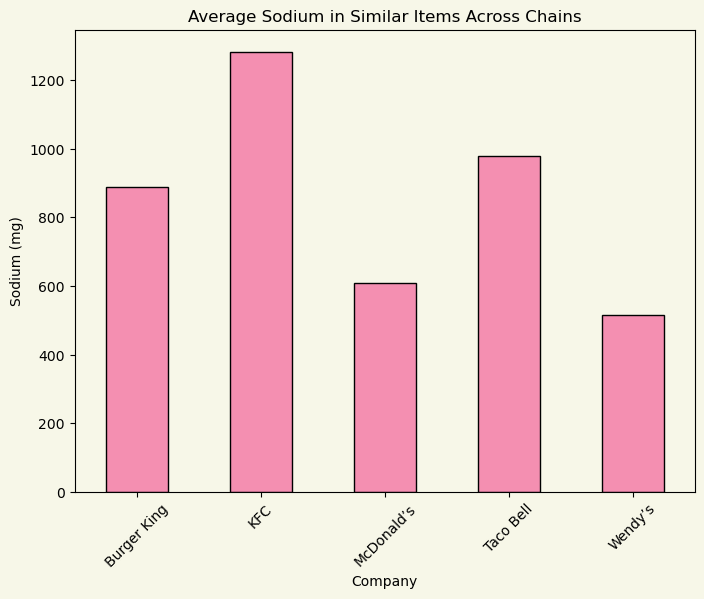 Average Sodium in Similar Items Across Chains
Sodium (mg)
1200
1000
800
600
400
200
0
Burger King
KFC
McDonald’s
Taco Bell
Wendy’s
Company